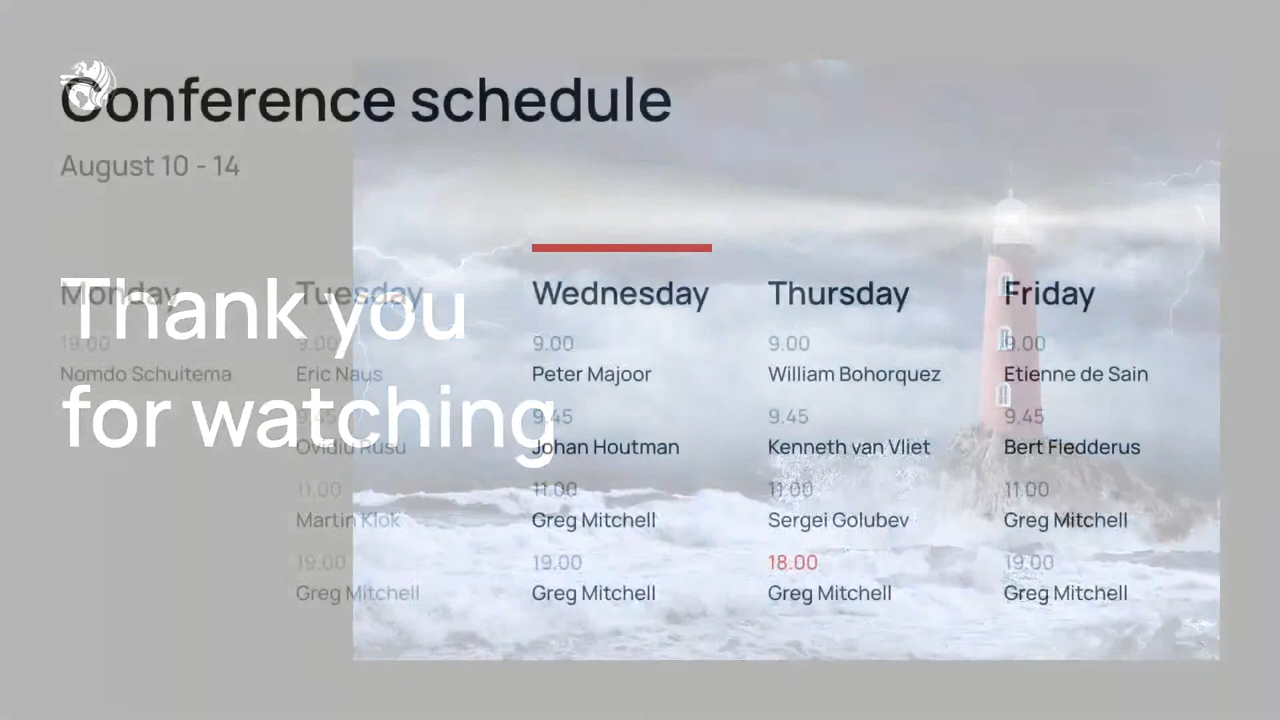 Conference schedule
August 10 - 14
Thank you
for watching
Monday
19.00
Nomdo Schuitema
Tuesday
9.00
Eric Naus
9.45
Ovidiu Rusu
11.00
Martin Klok
19.00
Greg Mitchell
Wednesday
9.00
Peter Majoor
9.45
Johan Houtman
11.00
Greg Mitchell
19.00
Greg Mitchell
Thursday
9.00
William Bohorquez
9.45
Kenneth van Vliet
11.00
Sergei Golubev
18.00
Greg Mitchell
Friday
9.00
Etienne de Sain
9.45
Bert Fledderus
11.00
Greg Mitchell
19.00
Greg Mitchell